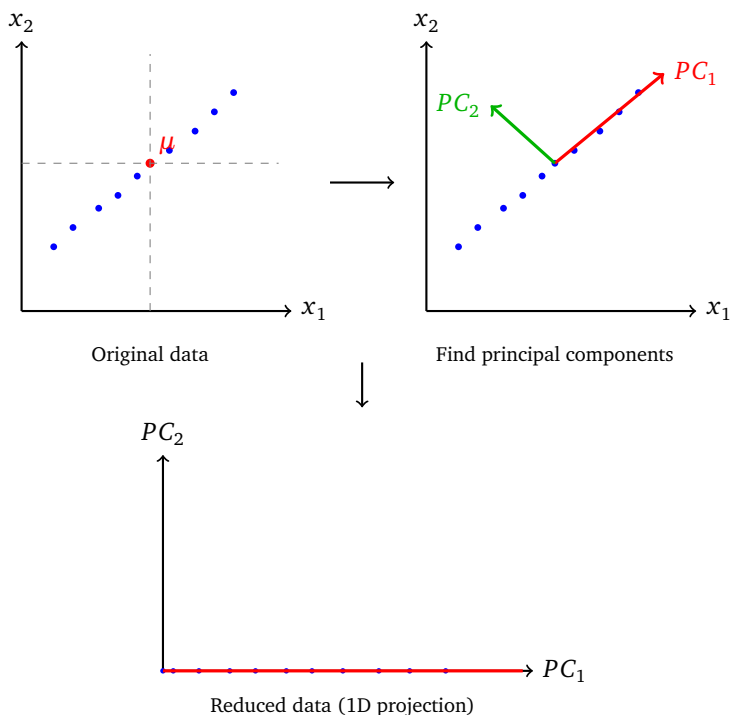 x₂
μ
x₁
Original data
x₂
PC₁
PC₂
x₁
Find principal components
PC₂
PC₁
Reduced data (1D projection)